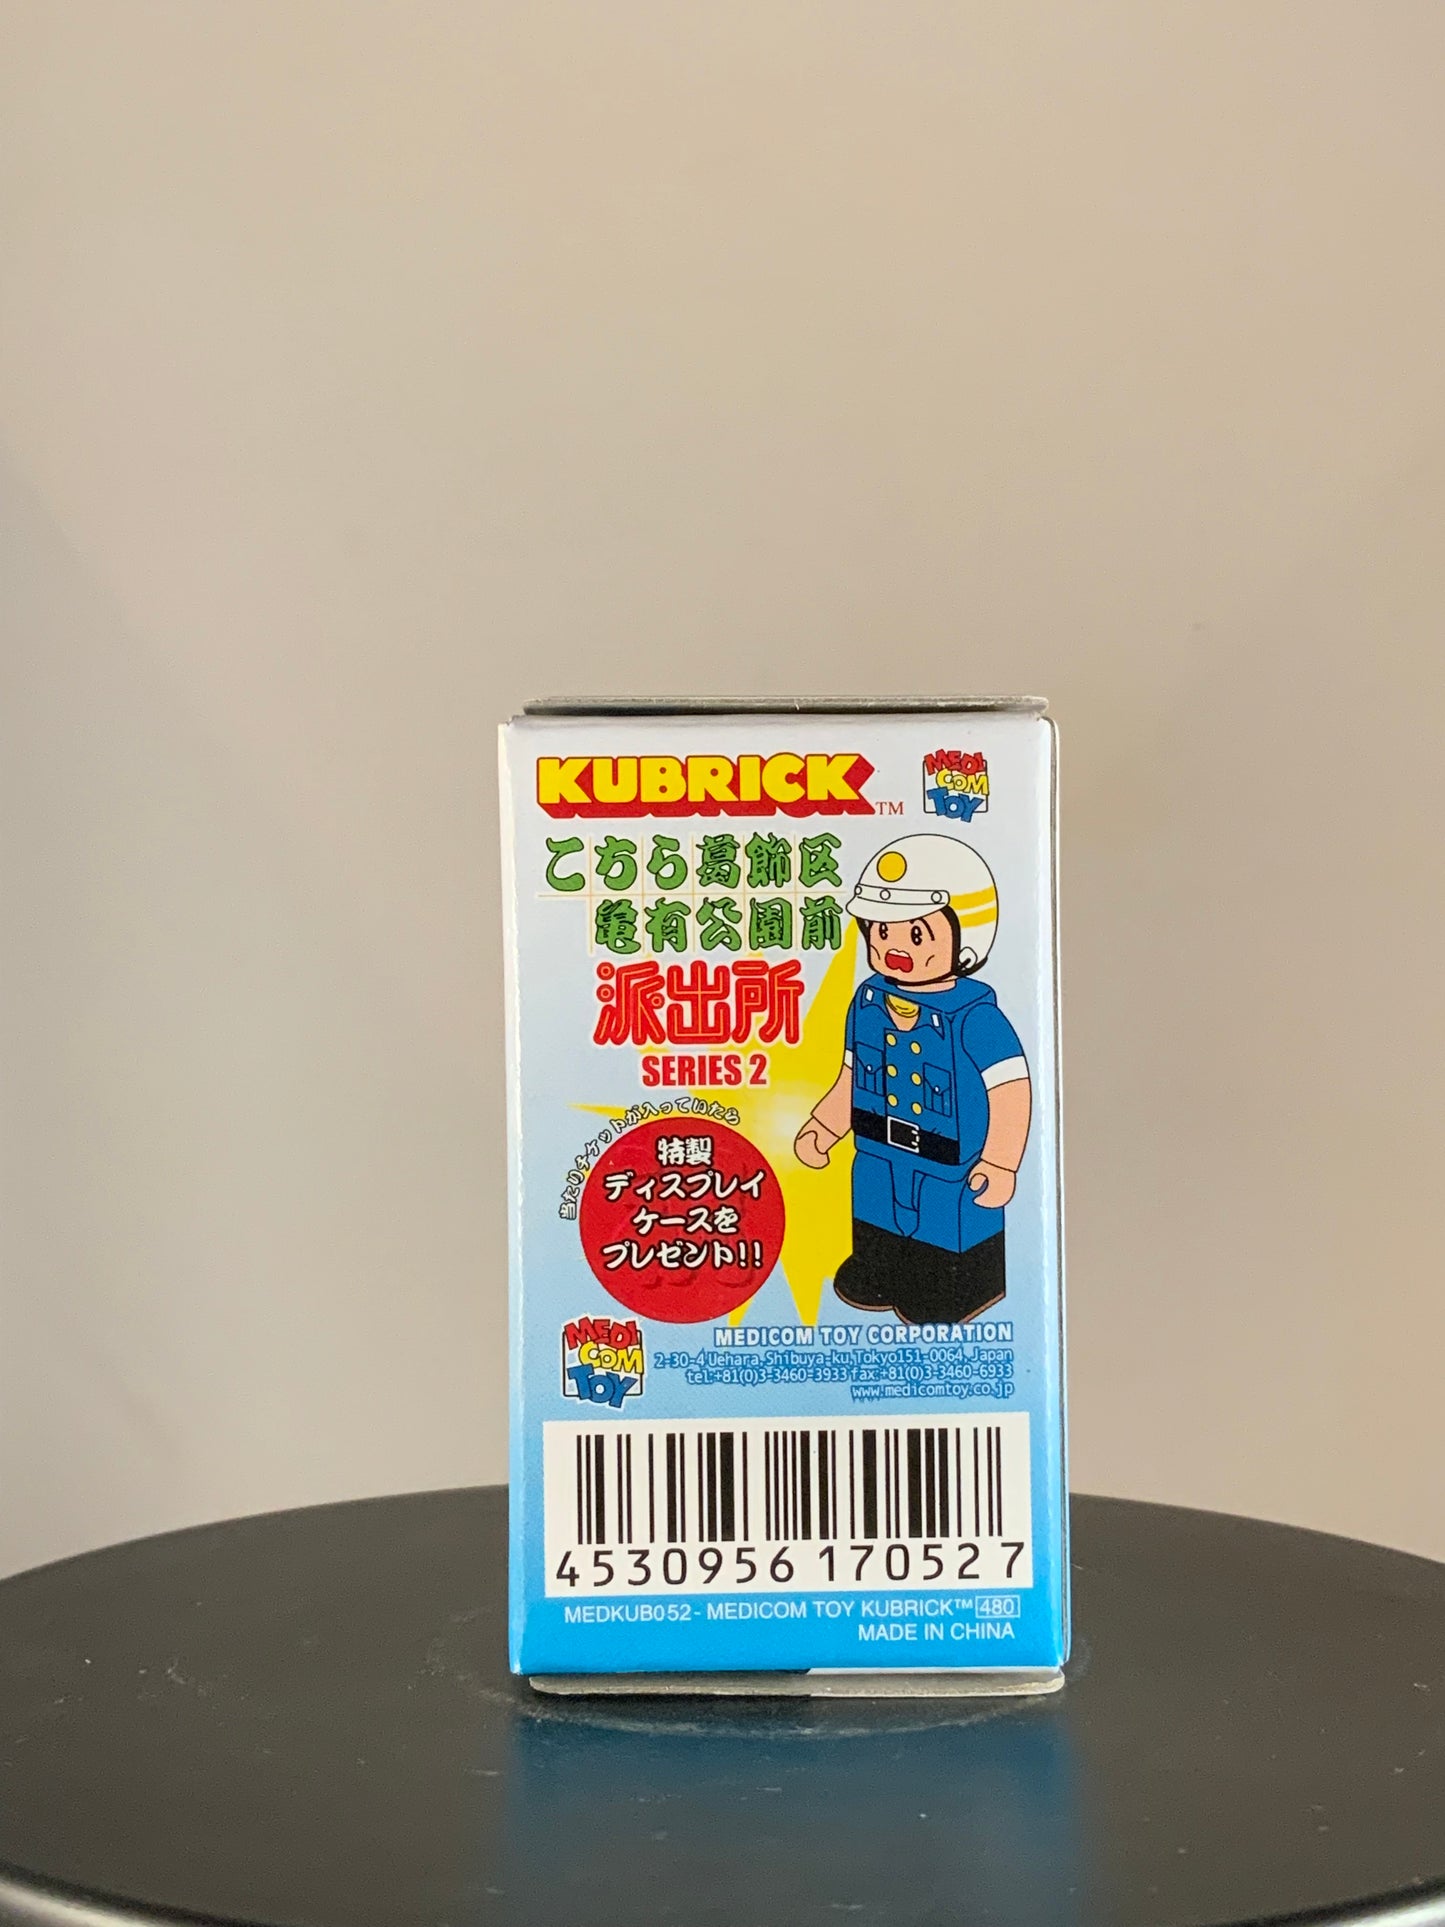 KUBRICK TM
MEDI
COM
TOY
こちら葛飾区
亀有公園前
派出所
SERIES 2
当たりチケットが入っていたら
特製
ディスプレイ
ケースを
プレゼント!!
MEDI
COM
TOY
MEDICOM TOY CORPORATION
2-30-4 Uehara, Shibuya-ku, Tokyo151-0064, Japan
tel:+81(0)3-3460-3933 fax:+81(0)3-3460-6933
www.medicomtoy.co.jp
4530956170527
MEDKUB052 - MEDICOM TOY KUBRICK™ 480
MADE IN CHINA